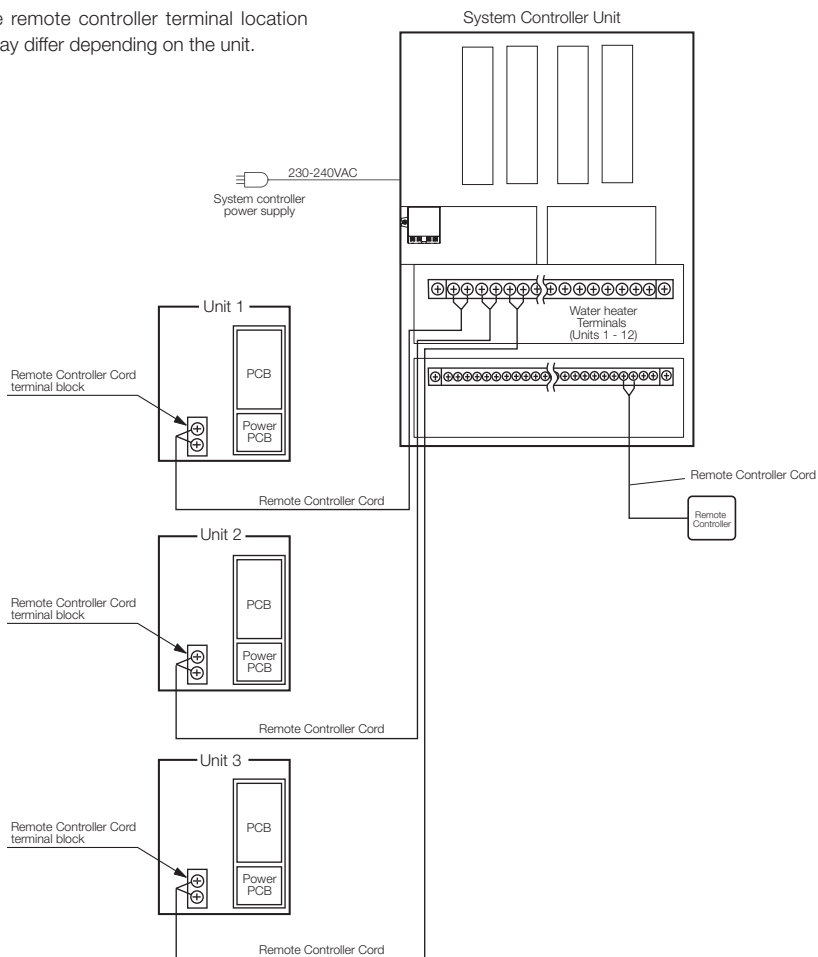 remote controller terminal location
differ depending on the unit.
System Controller Unit
230-240VAC
System controller
power supply
Water heater
Terminals
(Units 1 - 12)
Unit 1
PCB
Power
PCB
Remote Controller Cord
terminal block
Remote Controller Cord
Remote Controller Cord
Remote
Controller
Unit 2
PCB
Power
PCB
Remote Controller Cord
terminal block
Remote Controller Cord
Unit 3
PCB
Power
PCB
Remote Controller Cord
terminal block
Remote Controller Cord